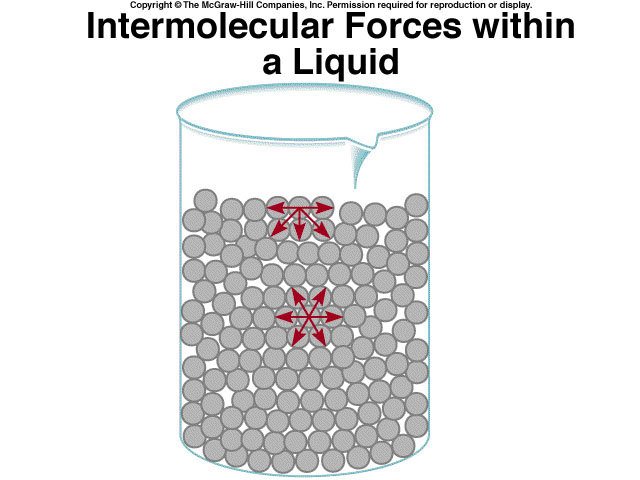 Copyright © The McGraw-Hill Companies, Inc. Permission required for reproduction or display.
Intermolecular Forces within
a Liquid